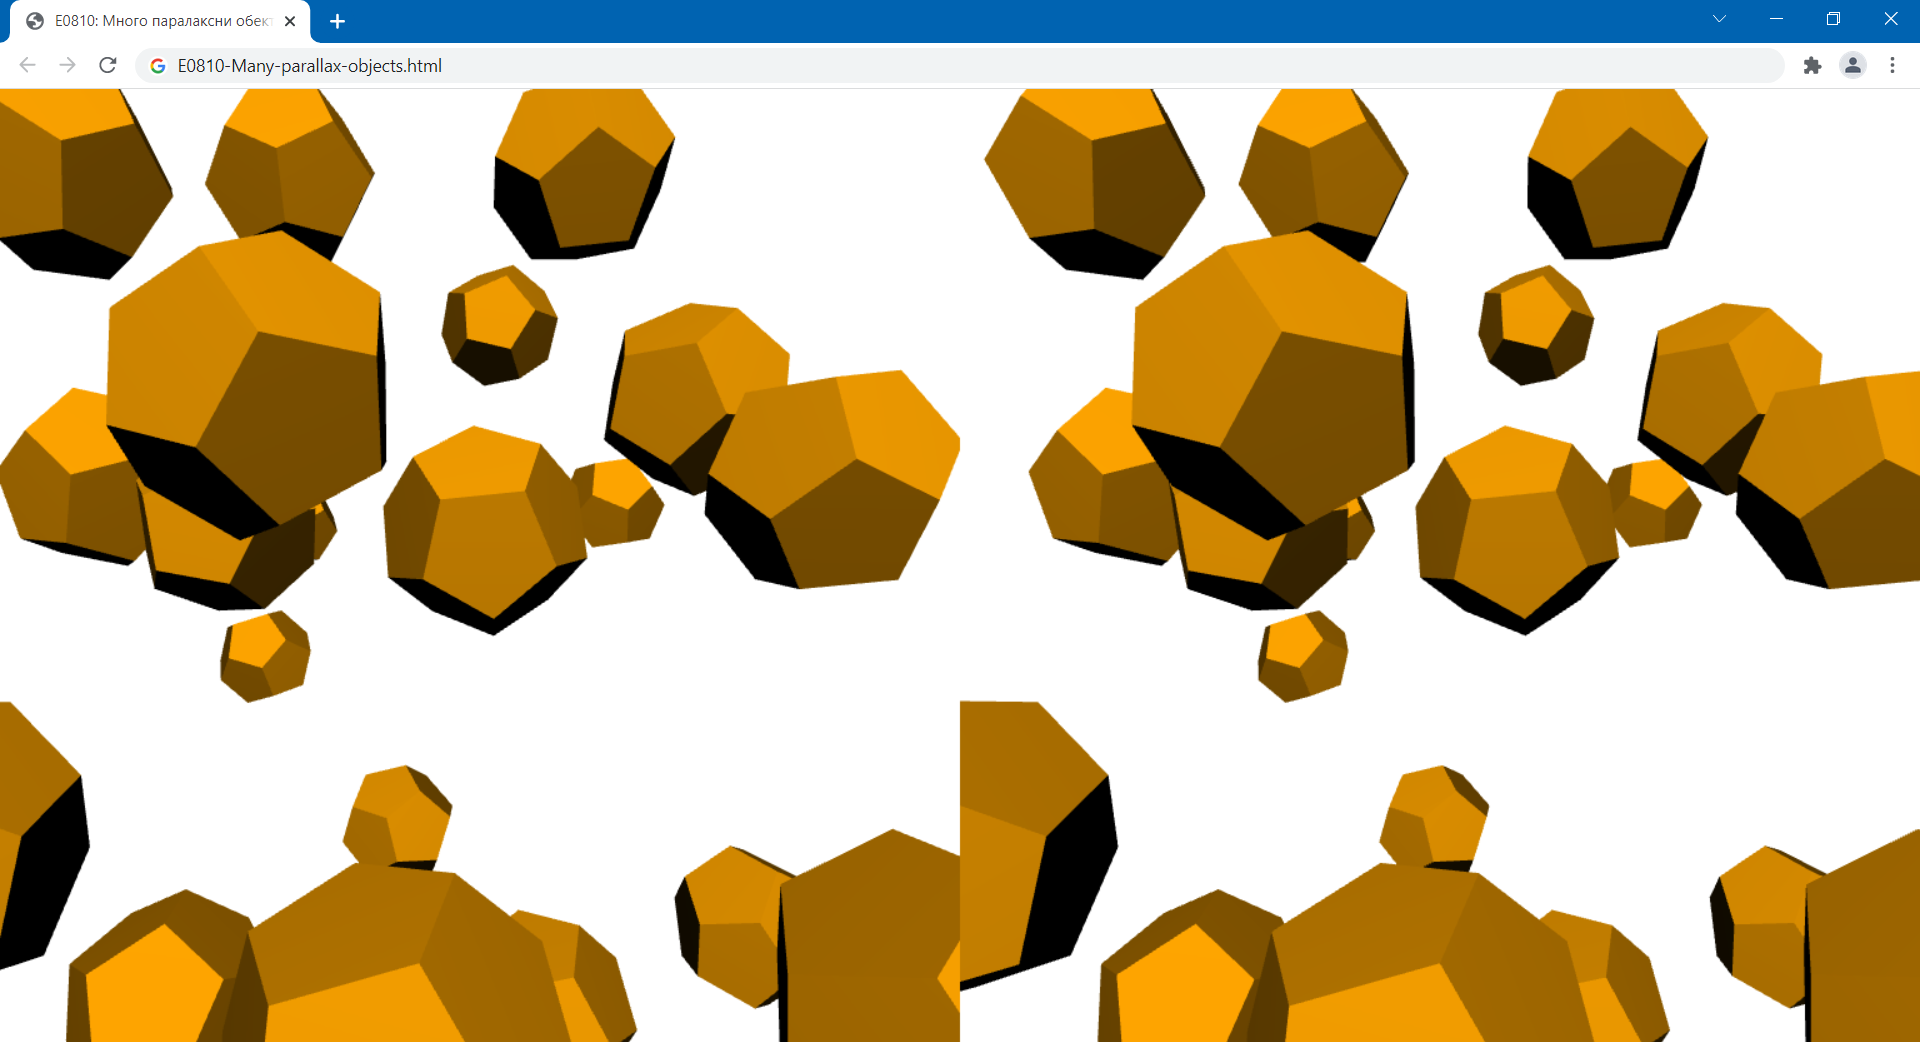 E0810: Много паралаксни обек
E0810-Many-parallax-objects.html